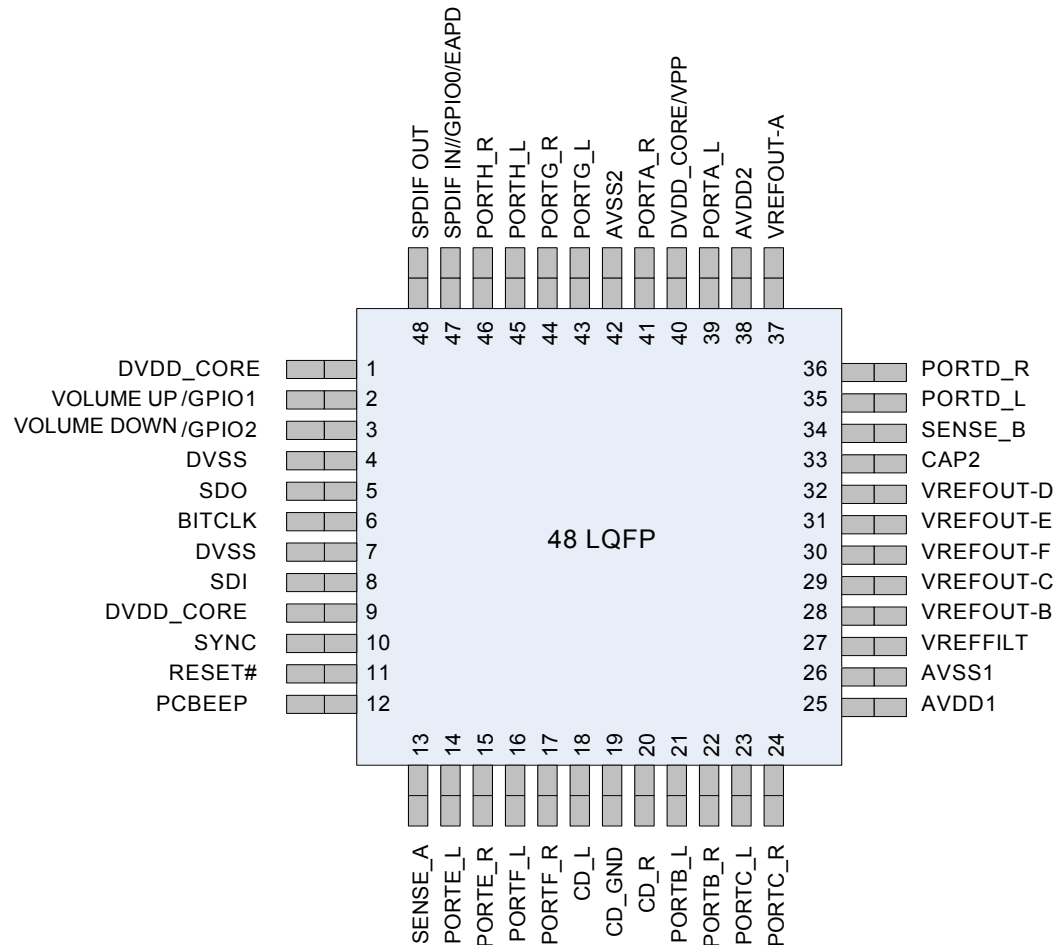 SPDIF OUT
SPDIF IN//GPIO0/EAPD
PORTH_R
PORTH_L
PORTG_R
PORTG_L
AVSS2
PORTA_R
DVDD_CORE/VPP
PORTA_L
AVDD2
VREFOUT-A
48
47
46
45
44
43
42
41
40
39
38
37
DVDD_CORE 1
VOLUME UP/GPIO1 2
VOLUME DOWN/GPIO2 3
DVSS 4
SDO 5
BITCLK 6
DVSS 7
SDI 8
DVDD_CORE 9
SYNC 10
RESET# 11
PCBEEP 12
48 LQFP
36 PORTD_R
35 PORTD_L
34 SENSE_B
33 CAP2
32 VREFOUT-D
31 VREFOUT-E
30 VREFOUT-F
29 VREFOUT-C
28 VREFOUT-B
27 VREFFILT
26 AVSS1
25 AVDD1
13
14
15
16
17
18
19
20
21
22
23
24
SENSE_A
PORTE_L
PORTE_R
PORTF_L
PORTF_R
CD_L
CD_GND
CD_R
PORTB_L
PORTB_R
PORTC_L
PORTC_R